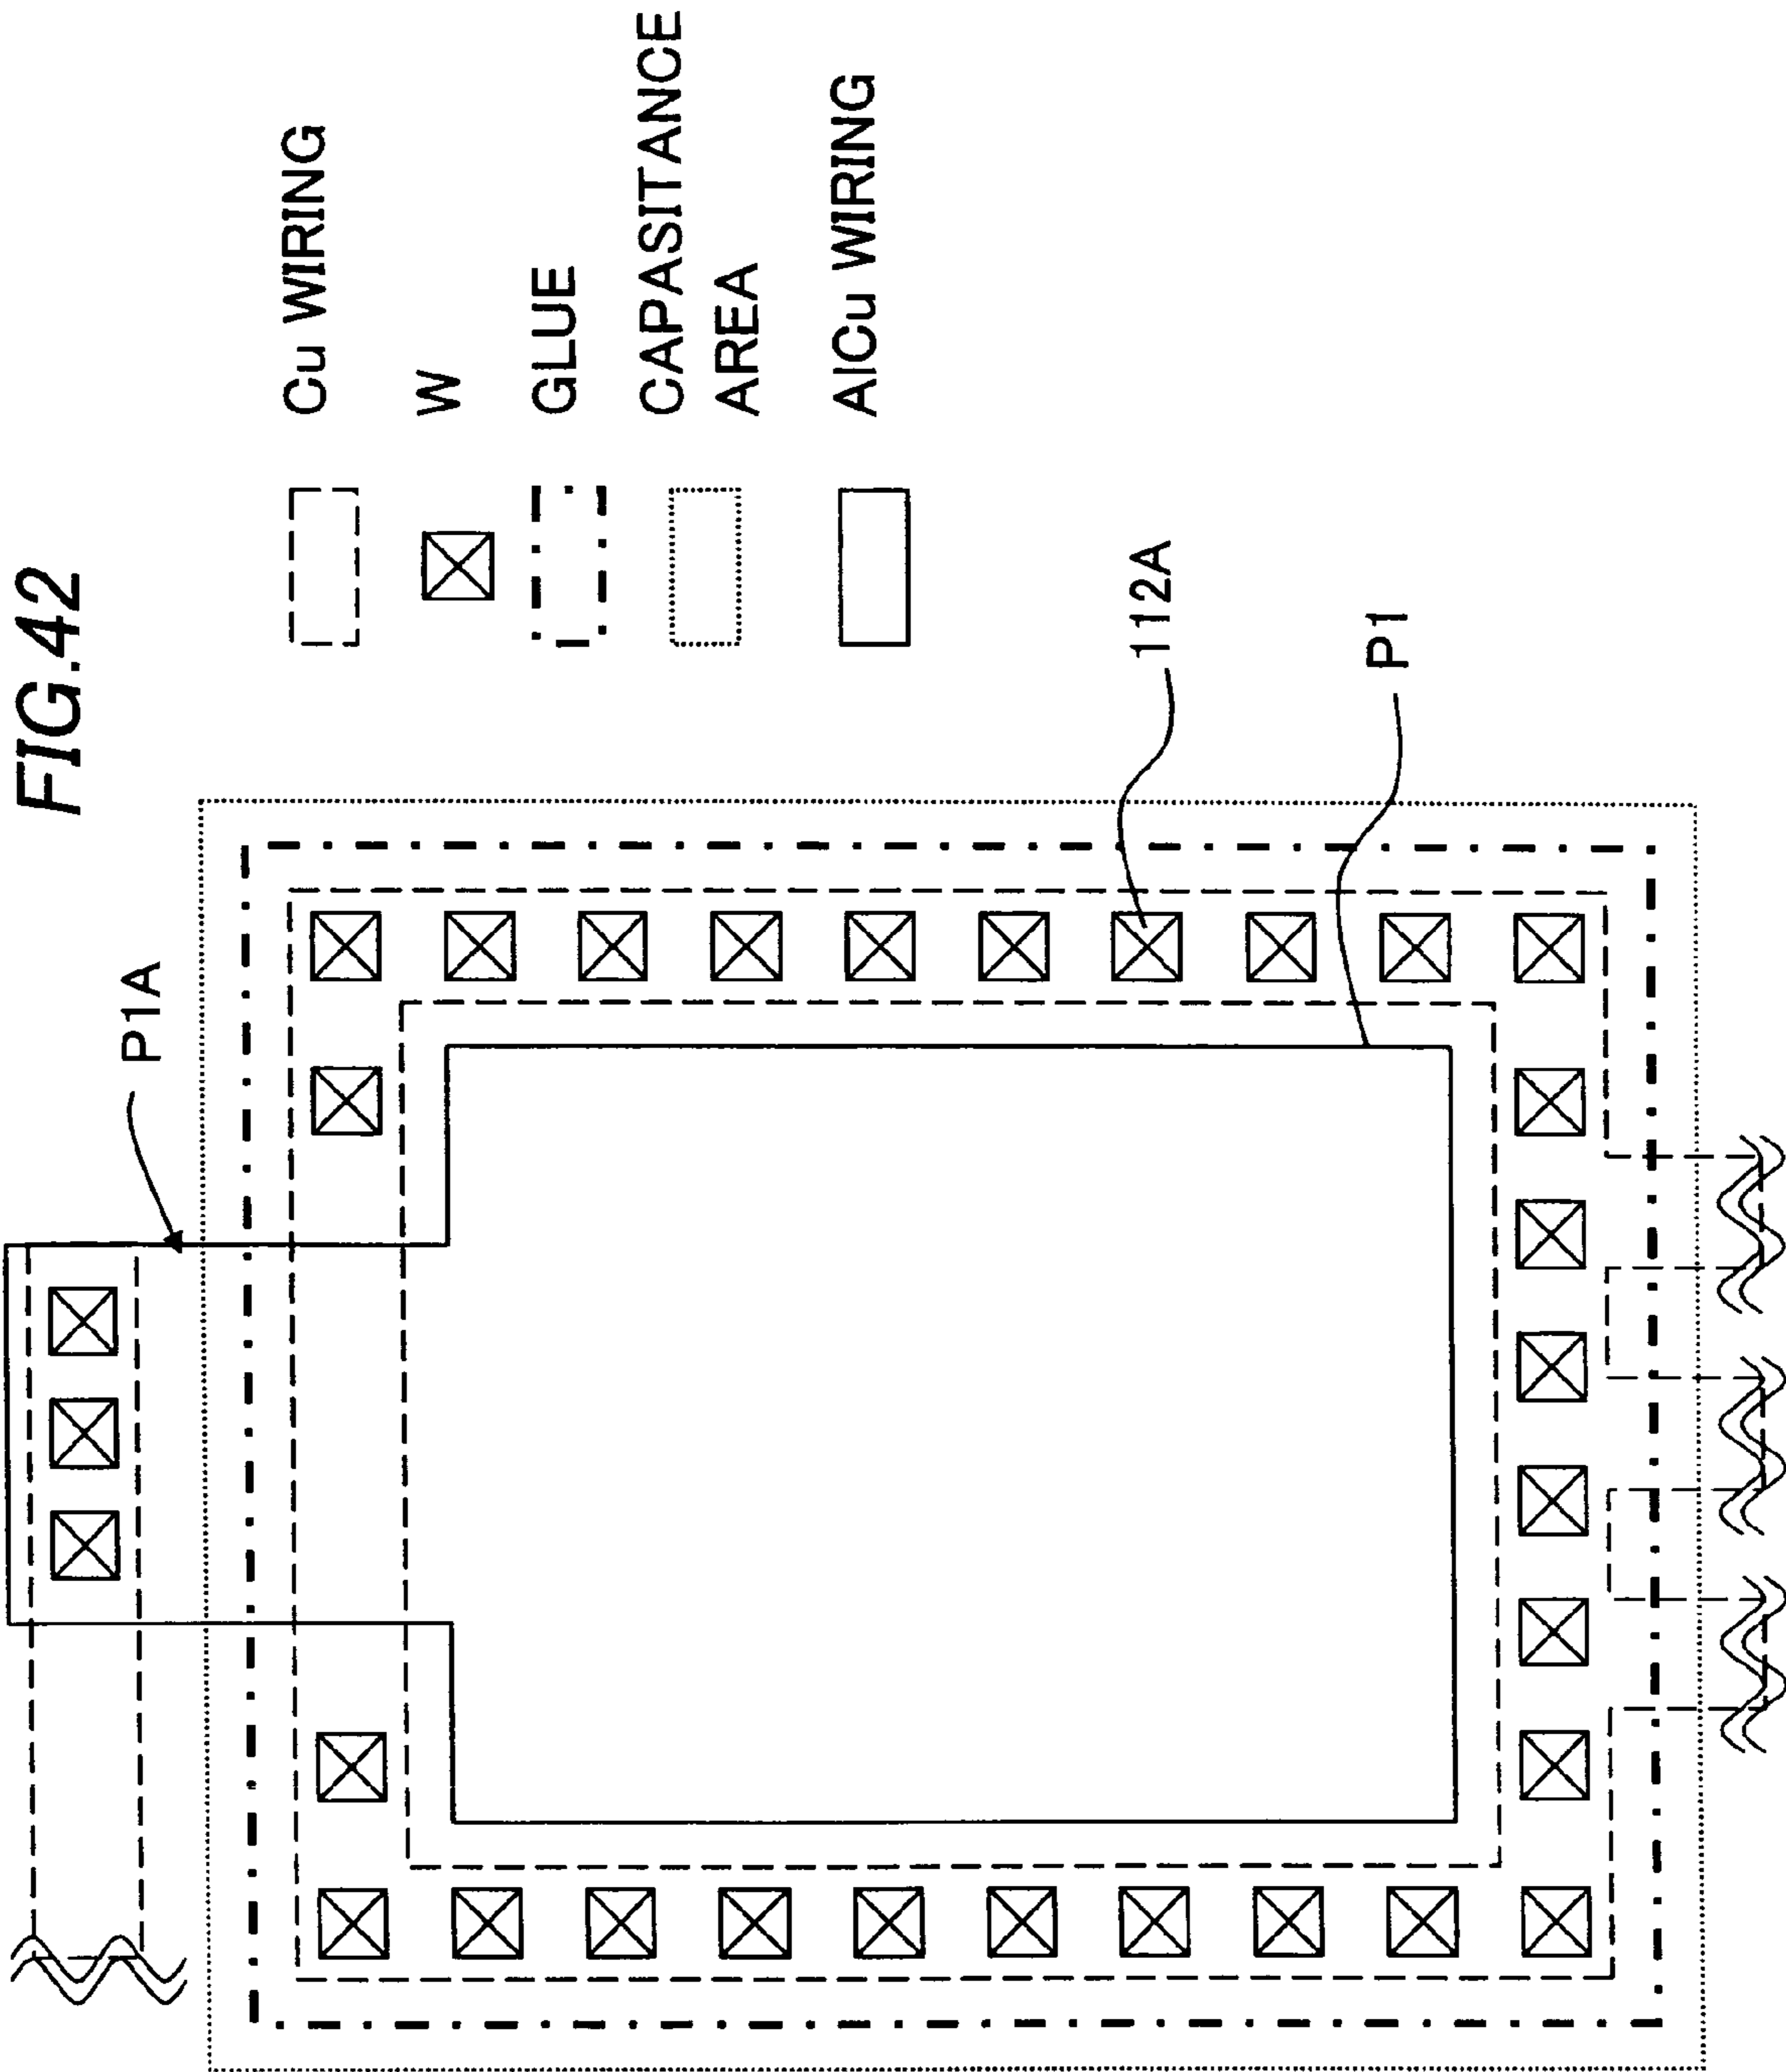 FIG.42
Cu WIRING
W
GLUE
CAPASITANCE
AREA
AlCu WIRING
P1A
112A
P1